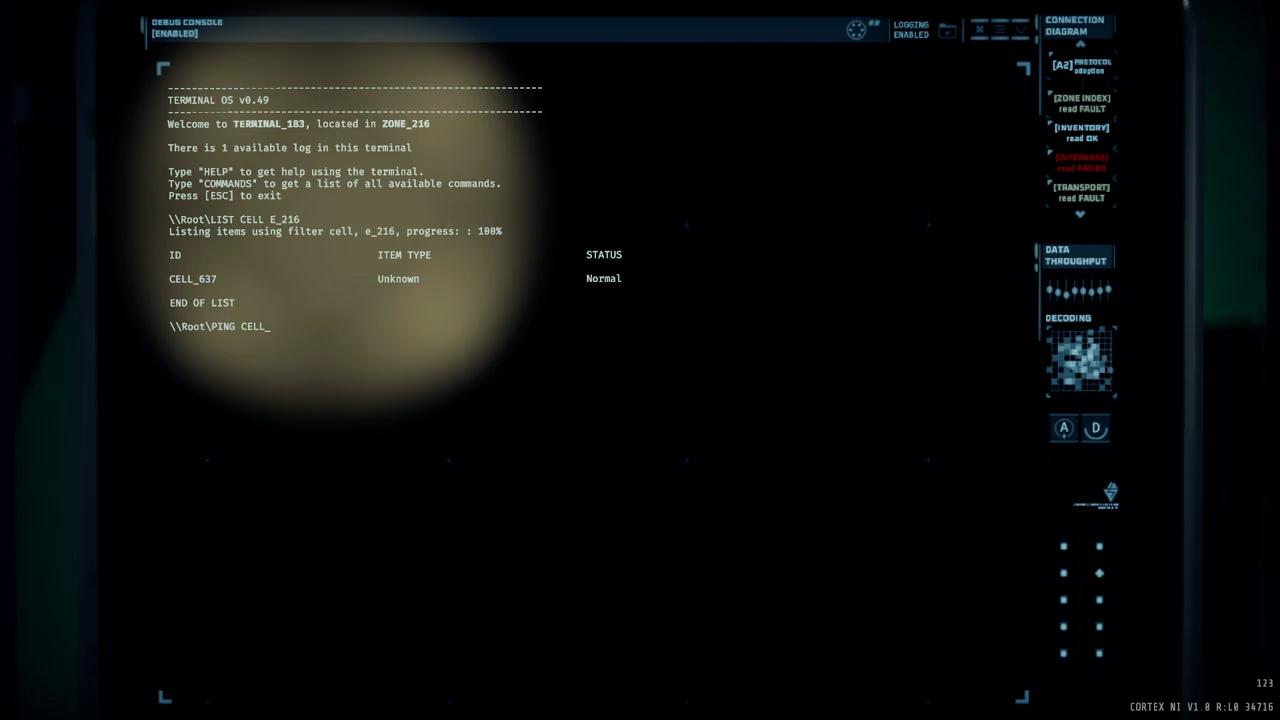 DEBUG CONSOLE
[ENABLED]
LOGGING
ENABLED
CONNECTION
DIAGRAM
[A2] PROTOCOL
adoption
[ZONE INDEX]
read FAULT
[INVENTORY]
read OK
read FAILED
[TRANSPORT]
read FAULT
DATA
THROUGHPUT
DECODING
A D
--------------------------------------------------------------
TERMINAL OS v0.49
--------------------------------------------------------------
Welcome to TERMINAL_183, located in ZONE_216
There is 1 available log in this terminal
Type "HELP" to get help using the terminal.
Type "COMMANDS" to get a list of all available commands.
Press [ESC] to exit
\\Root\LIST CELL E_216
Listing items using filter cell, e_216, progress: : 100%
ID ITEM TYPE STATUS
CELL_637 Unknown Normal
END OF LIST
\\Root\PING CELL_
123
CORTEX NI V1.0 R:L0 34716